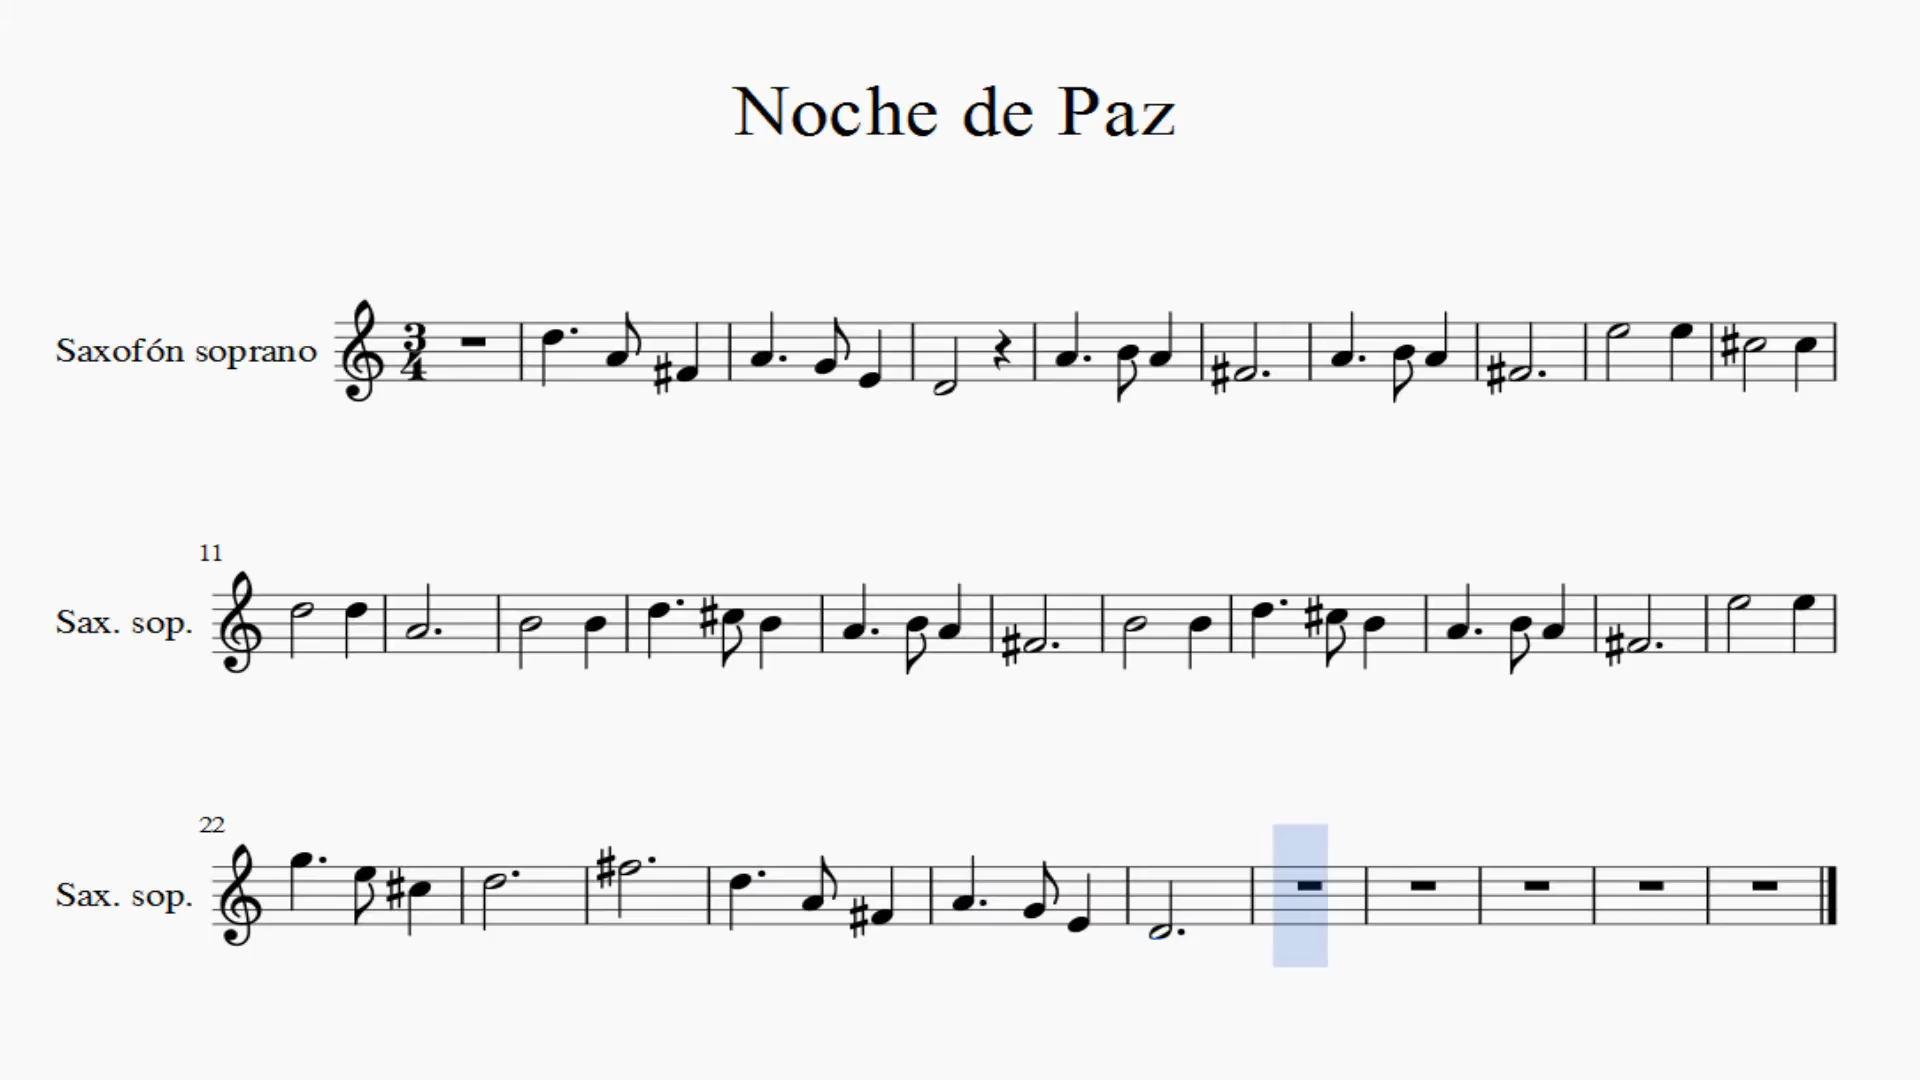 Noche de Paz
Saxofón soprano
3
4
11
Sax. sop.
22
Sax. sop.